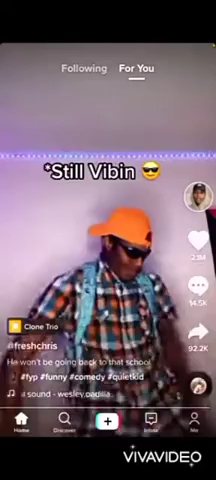 Following For You
*Still Vibin 😎
2.1M
14.5K
92.2K
Clone Trio
@freshchris
He won't be going back to that school
#fyp #funny #comedy #quietkid
sound - wesley.padilla
Home Discover Inbox Me
VIVAVIDEO